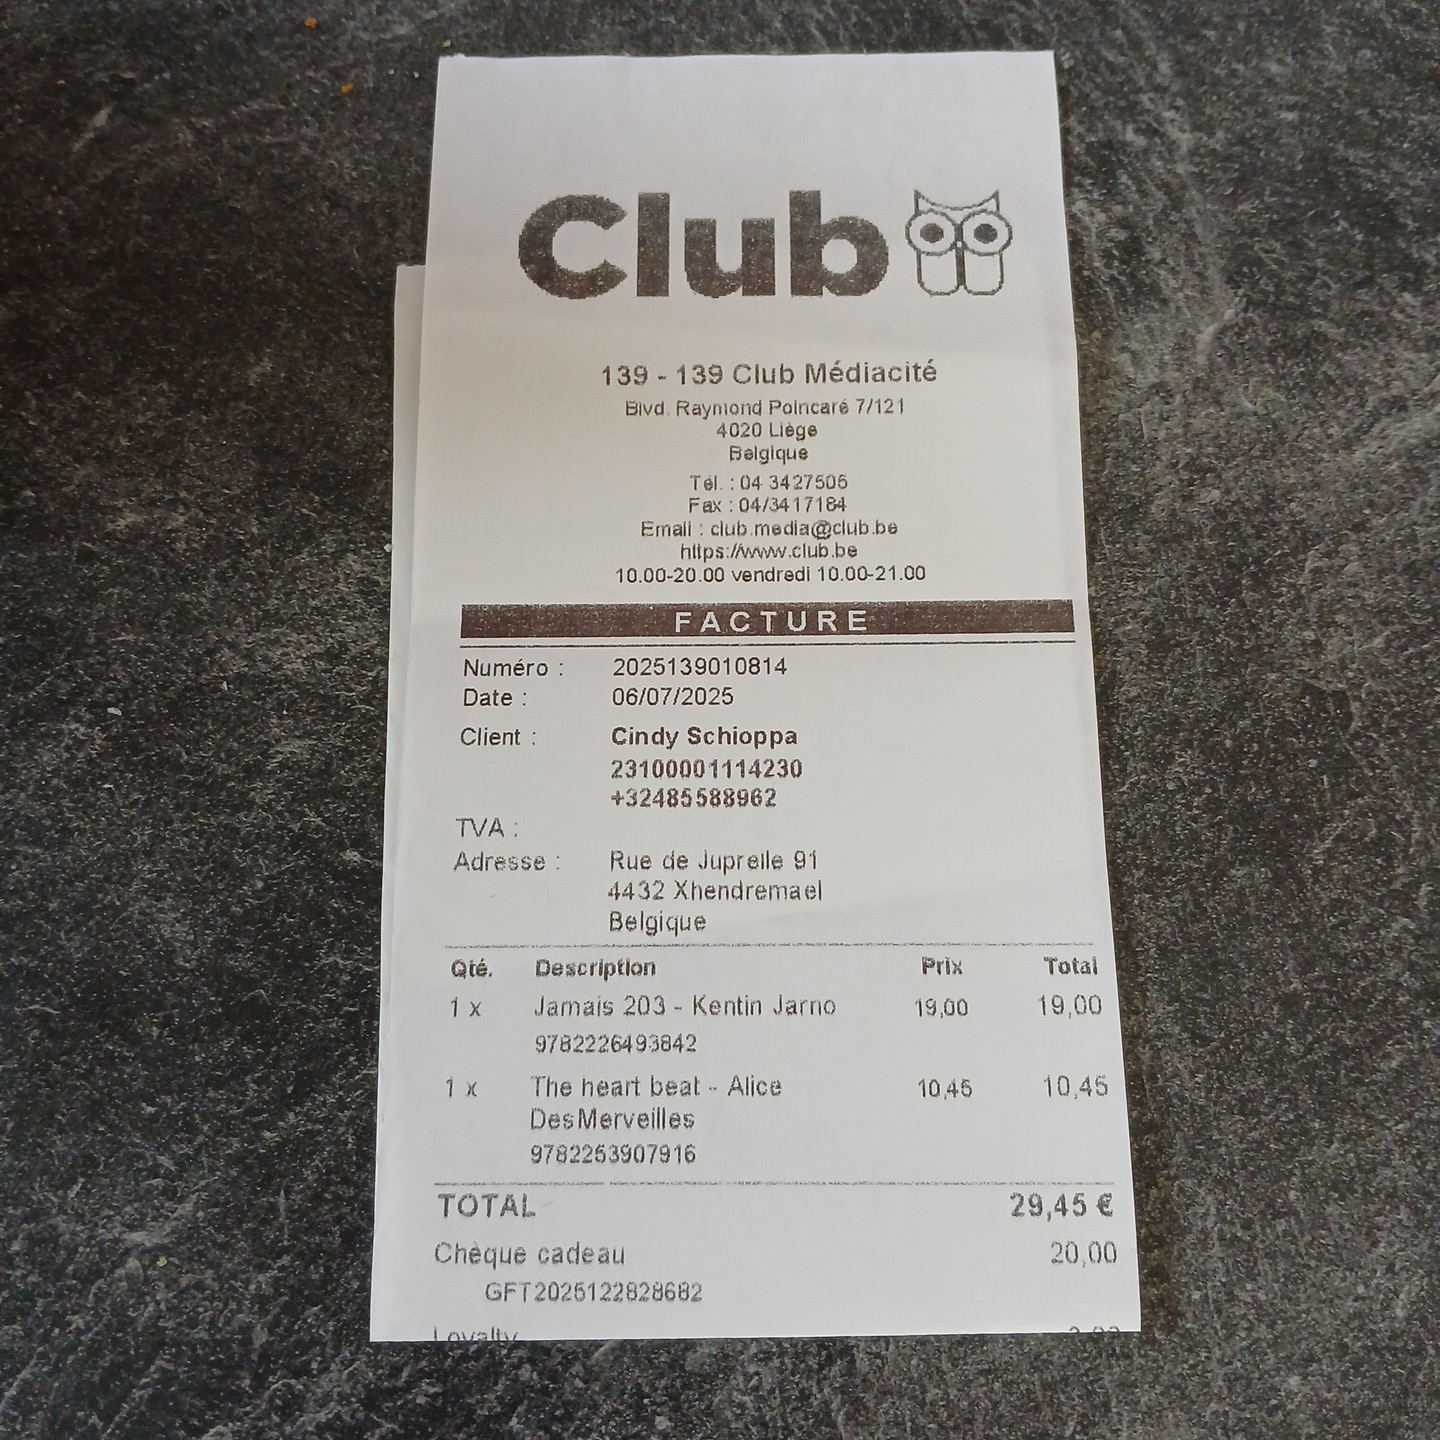 Club
139 - 139 Club Médiacité
Blvd. Raymond Poincaré 7/121
4020 Liège
Belgique
Tél. : 04 3427506
Fax : 04/3417184
Email : club.media@club.be
https://www.club.be
10.00-20.00 vendredi 10.00-21.00
FACTURE
Numéro : 2025139010814
Date : 06/07/2025
Client : Cindy Schioppa
23100001114230
+32485588962
TVA :
Adresse : Rue de Juprelle 91
4432 Xhendremael
Belgique
Qté. Description Prix Total
1 x Jamais 203 - Kentin Jarno 19,00 19,00
9782226493842
1 x The heart beat - Alice 10,45 10,45
DesMerveilles
9782253907916
TOTAL 29,45 €
Chèque cadeau 20,00
GFT2025122828682
Loyalty